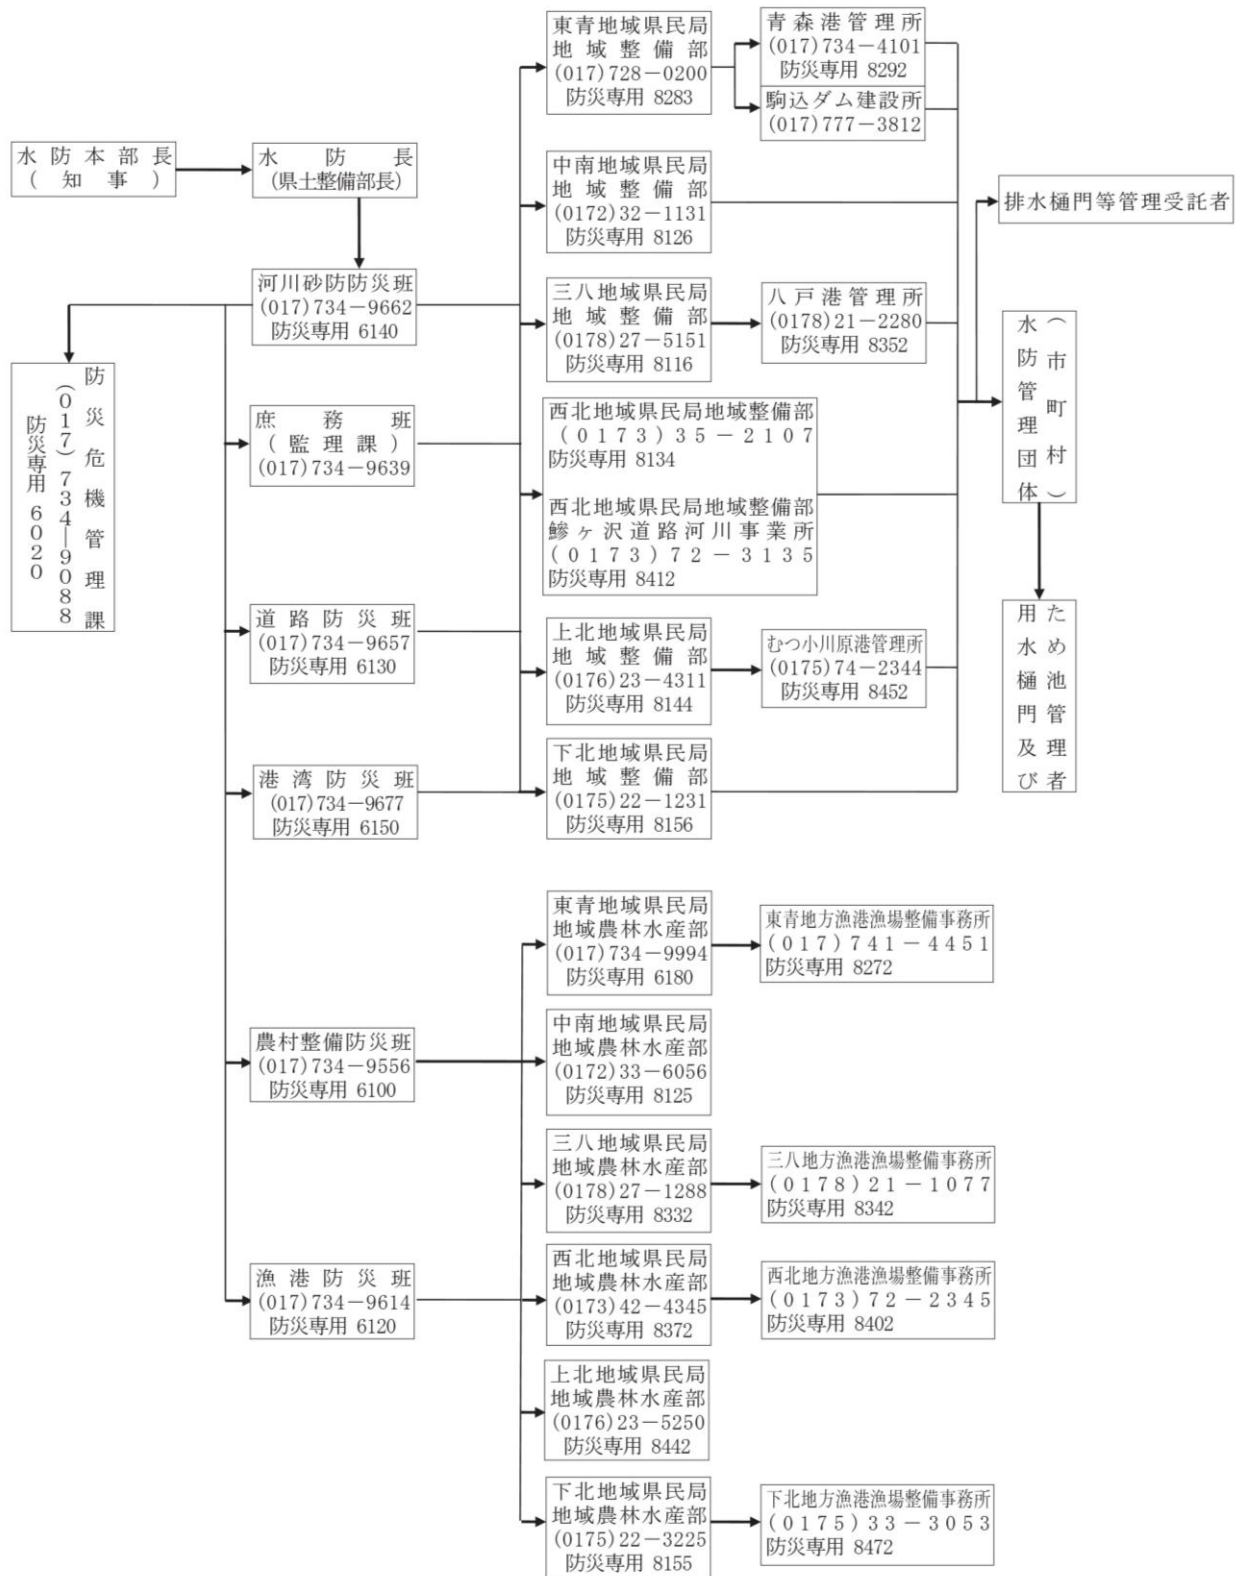 水防本部長
（知事）
水防長
（県土整備部長）
河川砂防防災班
(017)734－9662
防災専用 6140
防災危機管理課
(017)734―9088
防災専用 6020
庶務班
（監理課）
(017)734－9639
道路防災班
(017)734－9657
防災専用 6130
港湾防災班
(017)734－9677
防災専用 6150
農村整備防災班
(017)734－9556
防災専用 6100
漁港防災班
(017)734－9614
防災専用 6120
東青地域県民局
地域整備部
(017)728－0200
防災専用 8283
中南地域県民局
地域整備部
(0172)32－1131
防災専用 8126
三八地域県民局
地域整備部
(0178)27－5151
防災専用 8116
西北地域県民局地域整備部
(0173)35－2107
防災専用 8134
西北地域県民局地域整備部
鰺ヶ沢道路河川事業所
(0173)72－3135
防災専用 8412
上北地域県民局
地域整備部
(0176)23－4311
防災専用 8144
下北地域県民局
地域整備部
(0175)22－1231
防災専用 8156
青森港管理所
(017)734－4101
防災専用 8292
駒込ダム建設所
(017)777－3812
八戸港管理所
(0178)21－2280
防災専用 8352
むつ小川原港管理所
(0175)74－2344
防災専用 8452
排水樋門等管理受託者
（市町村）
水防管理団体
ため池管理者
用水樋門及び
東青地域県民局
地域農林水産部
(017)734－9994
防災専用 6180
中南地域県民局
地域農林水産部
(0172)33－6056
防災専用 8125
三八地域県民局
地域農林水産部
(0178)27－1288
防災専用 8332
西北地域県民局
地域農林水産部
(0173)42－4345
防災専用 8372
上北地域県民局
地域農林水産部
(0176)23－5250
防災専用 8442
下北地域県民局
地域農林水産部
(0175)22－3225
防災専用 8155
東青地方漁港漁場整備事務所
(017)741－4451
防災専用 8272
三八地方漁港漁場整備事務所
(0178)21－1077
防災専用 8342
西北地方漁港漁場整備事務所
(0173)72－2345
防災専用 8402
下北地方漁港漁場整備事務所
(0175)33－3053
防災専用 8472